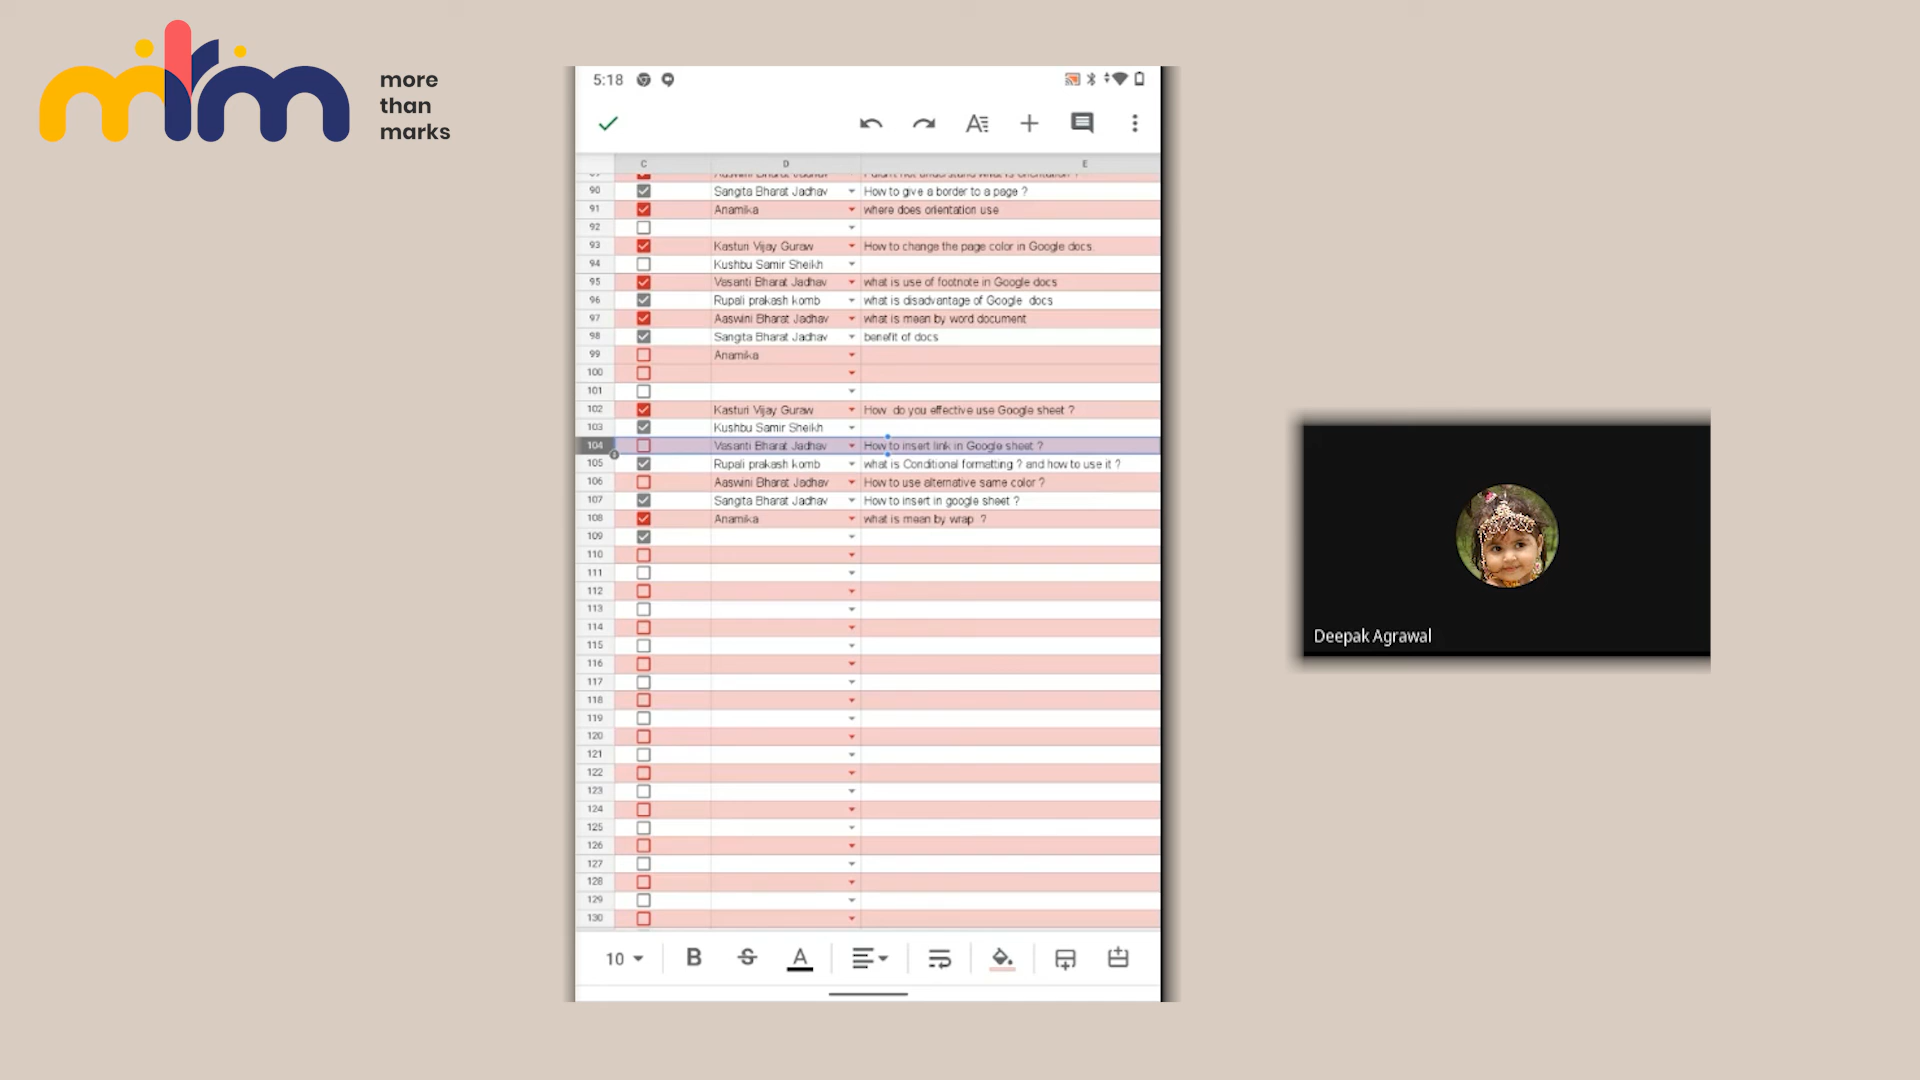 mtm
more
than
marks
5:18
C D E
90 Sangita Bharat Jadhav How to give a border to a page ?
91 Anamika where does orientation use
92
93 Kasturi Vijay Guraw How to change the page color in Google docs.
94 Kushbu Samir Sheikh
95 Vasanti Bharat Jadhav what is use of footnote in Google docs
96 Rupali prakash komb what is disadvantage of Google docs
97 Aaswini Bharat Jadhav what is mean by word document
98 Sangita Bharat Jadhav benefit of docs
99 Anamika
100
101
102 Kasturi Vijay Guraw How do you effective use Google sheet ?
103 Kushbu Samir Sheikh
104 Vasanti Bharat Jadhav How to insert link in Google sheet ?
105 Rupali prakash komb what is Conditional formatting ? and how to use it ?
106 Aaswini Bharat Jadhav How to use alternative same color ?
107 Sangita Bharat Jadhav How to insert in google sheet ?
108 Anamika what is mean by wrap ?
109
110
111
112
113
114
115
116
117
118
119
120
121
122
123
124
125
126
127
128
129
130
10 B S A
Deepak Agrawal